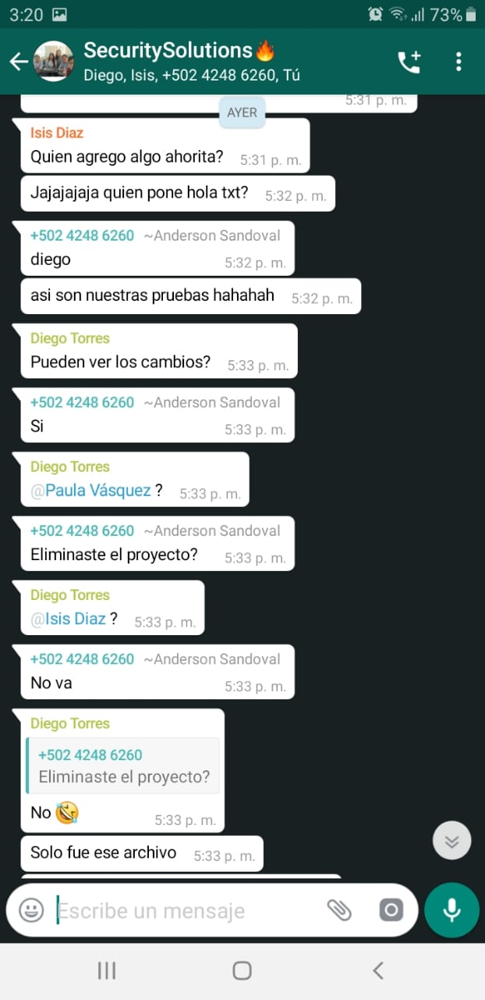 3:20
73%
SecuritySolutions🔥
Diego, Isis, +502 4248 6260, Tú
5:31 p. m.
AYER
Isis Diaz
Quien agrego algo ahorita? 5:31 p. m.
Jajajajaja quien pone hola txt? 5:32 p. m.
+502 4248 6260 ~Anderson Sandoval
diego 5:32 p. m.
asi son nuestras pruebas hahahah 5:32 p. m.
Diego Torres
Pueden ver los cambios? 5:33 p. m.
+502 4248 6260 ~Anderson Sandoval
Si 5:33 p. m.
Diego Torres
@Paula Vásquez ? 5:33 p. m.
+502 4248 6260 ~Anderson Sandoval
Eliminaste el proyecto? 5:33 p. m.
Diego Torres
@Isis Diaz ? 5:33 p. m.
+502 4248 6260 ~Anderson Sandoval
No va 5:33 p. m.
Diego Torres
+502 4248 6260
Eliminaste el proyecto?
No 🤣 5:33 p. m.
Solo fue ese archivo 5:33 p. m.
Escribe un mensaje